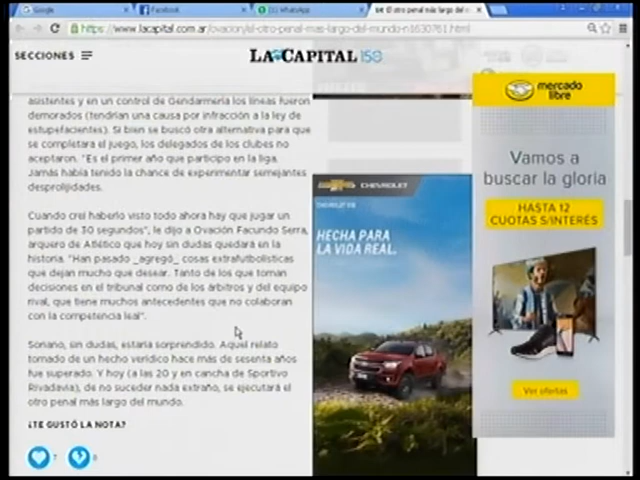 Google
Facebook
(1) WhatsApp
El otro penal más largo del m
https://www.lacapital.com.ar/ovacion/el-otro-penal-mas-largo-del-mundo-n1630761.html
SECCIONES
LA CAPITAL 150
asistentes y en un control de Gendarmería los líneas fueron
demorados (tendrían una causa por infracción a la ley de
estupefacientes). Si bien se buscó otra alternativa para que
se completara el juego, los delegados de los clubes no
aceptaron. "Es el primer año que participo en la liga.
Jamás había tenido la chance de experimentar semejantes
desprolijidades.
Cuando creí haberlo visto todo ahora hay que jugar un
partido de 30 segundos", le dijo a Ovación Facundo Serra,
arquero de Atlético que hoy sin dudas quedará en la
historia. "Han pasado _agregó_ cosas extrafutbolísticas
que dejan mucho que desear. Tanto de los que toman
decisiones en el tribunal como de los árbitros y del equipo
rival, que tiene muchos antecedentes que no colaboran
con la competencia leal".
Soriano, sin dudas, estaría sorprendido. Aquel relato
tomado de un hecho verídico hace más de sesenta años
fue superado. Y hoy (a las 20 y en cancha de Sportivo
Rivadavia), de no suceder nada extraño, se ejecutará el
otro penal más largo del mundo.
¿TE GUSTÓ LA NOTA?
CHEVROLET
HECHA PARA
LA VIDA REAL.
mercado
libre
Vamos a
buscar la gloria
HASTA 12
CUOTAS S/INTERÉS
Ver ofertas